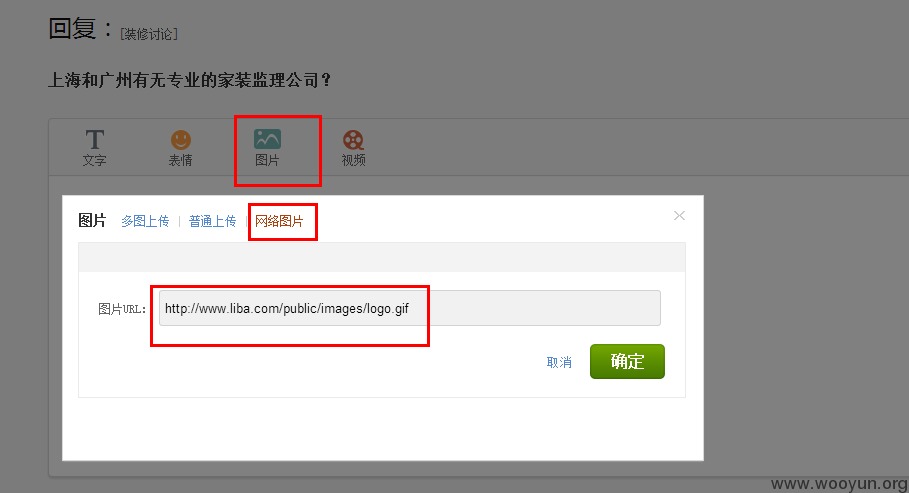 回复：[装修讨论]
上海和广州有无专业的家装监理公司?
文字 表情 图片 视频
图片 多图上传 | 普通上传 | 网络图片
图片URL: http://www.liba.com/public/images/logo.gif
取消 确定
www.wooyun.org